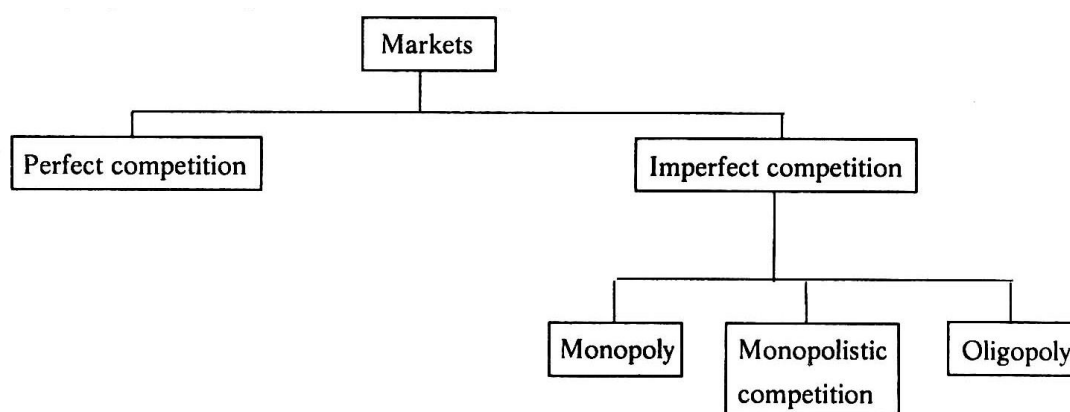 Markets
Perfect competition
Imperfect competition
Monopoly
Monopolistic
competition
Oligopoly